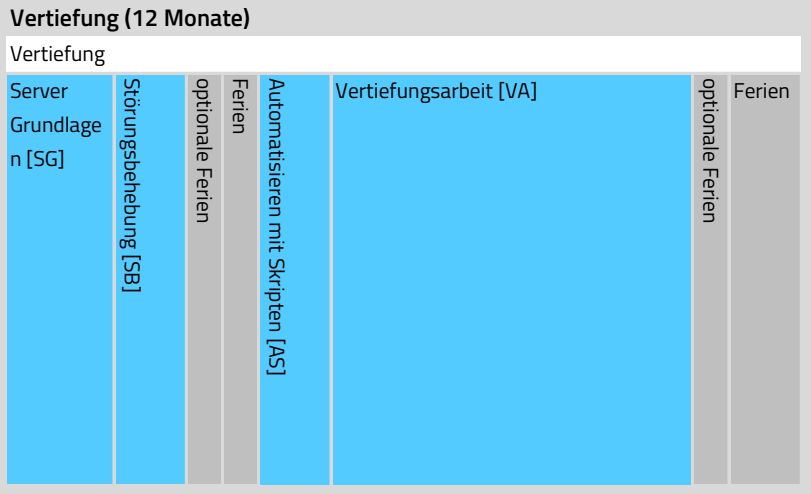 Vertiefung (12 Monate)
Vertiefung
Server
Grundlage
n [SG]
Störungsbehebung [SB]
optionale Ferien
Ferien
Automatisieren mit Skripten [AS]
Vertiefungsarbeit [VA]
optionale Ferien
Ferien